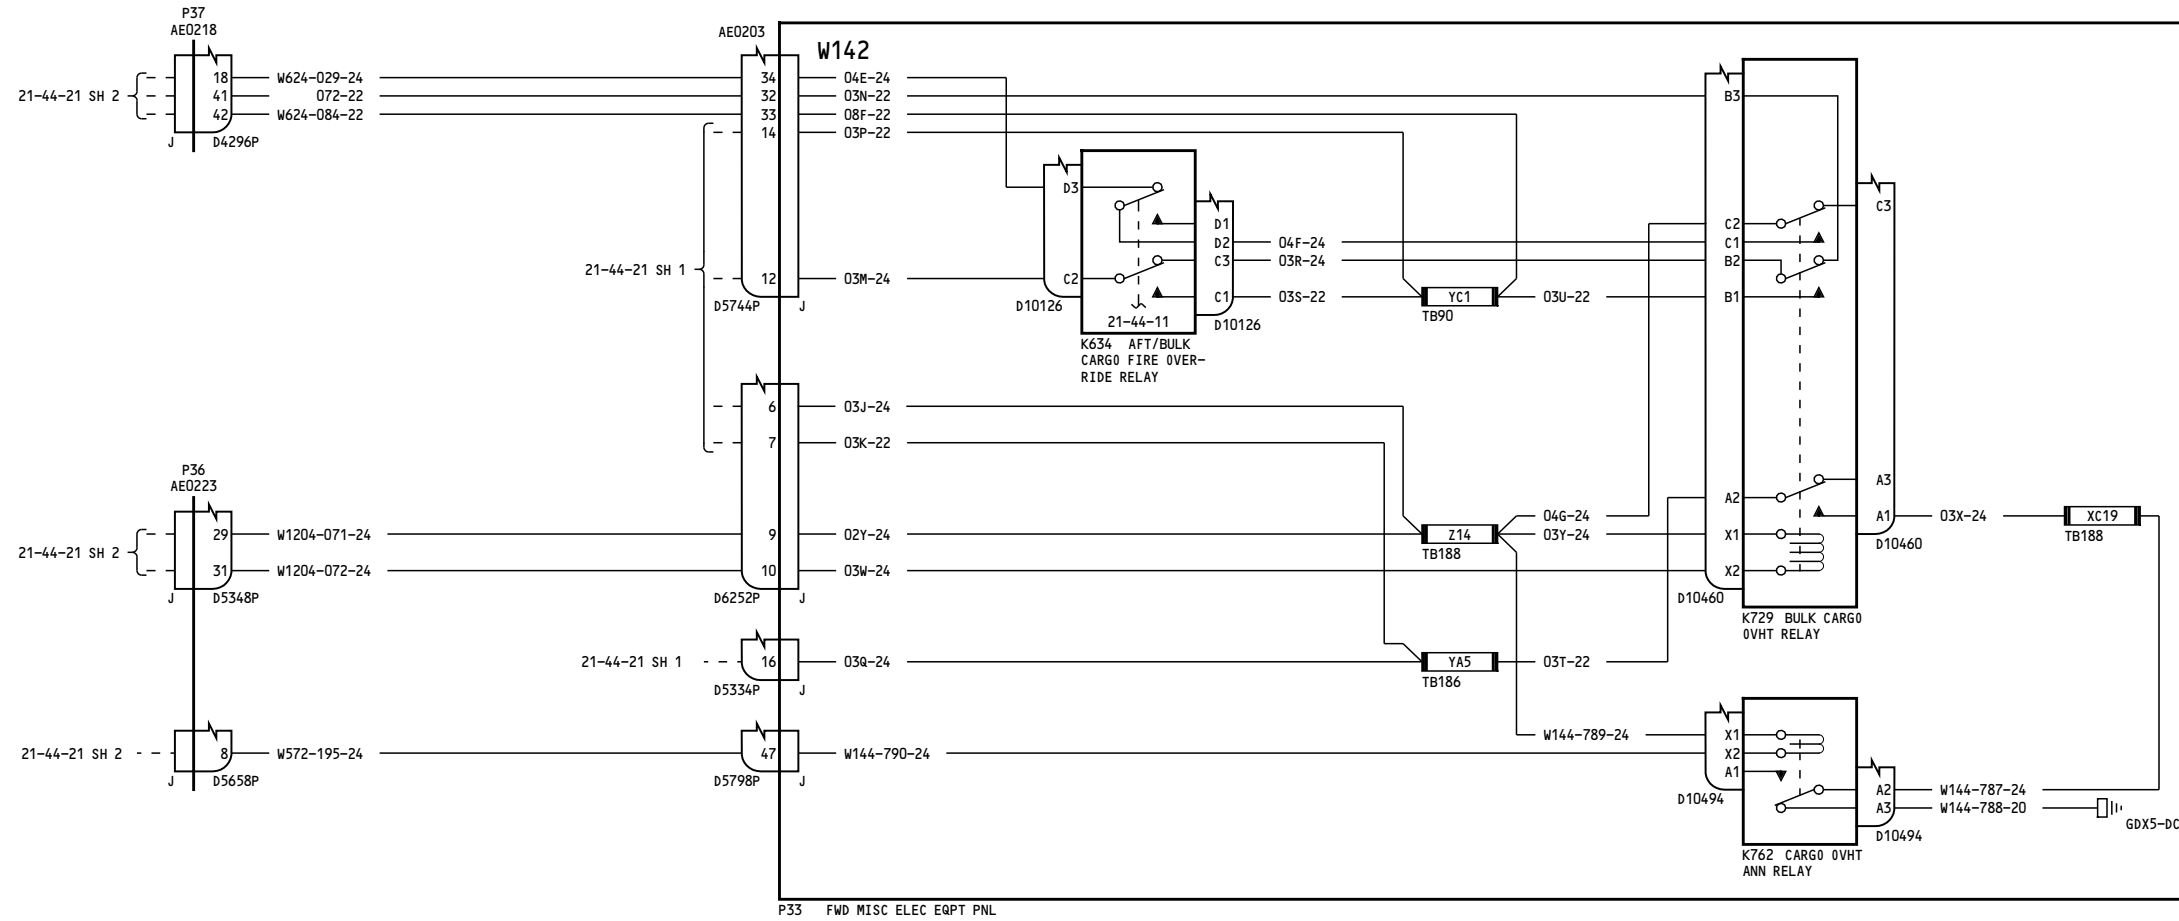 P37
AE0218
21-44-21 SH 2
18 W624-029-24
41 072-22
42 W624-084-22
J D4296P
AE0203
W142
34 04E-24
32 03N-22
33 08F-22
14 03P-22
21-44-21 SH 1
12 03M-24
D5744P J
D3
C2
D10126
D1
D2 04F-24
C3 03R-24
C1 03S-22
D10126
21-44-11
K634 AFT/BULK
CARGO FIRE OVER-
RIDE RELAY
YC1 03U-22
TB90
B3
C3
C2
C1
B2
B1
A3
A2
A1 03X-24
X1
X2
D10460
D10460
K729 BULK CARGO
OVHT RELAY
XC19
TB188
6 03J-24
7 03K-22
P36
AE0223
21-44-21 SH 2
29 W1204-071-24
31 W1204-072-24
J D5348P
9 02Y-24
10 03W-24
D6252P J
Z14
TB188
04G-24
03Y-24
21-44-21 SH 1
16 03Q-24
D5334P J
YA5 03T-22
TB186
21-44-21 SH 2
8 W572-195-24
J D5658P
47 W144-790-24
D5798P J
W144-789-24
X1
X2
A1
D10494
A2 W144-787-24
A3 W144-788-20
D10494
GDX5-DC
K762 CARGO OVHT
ANN RELAY
P33 FWD MISC ELEC EQPT PNL